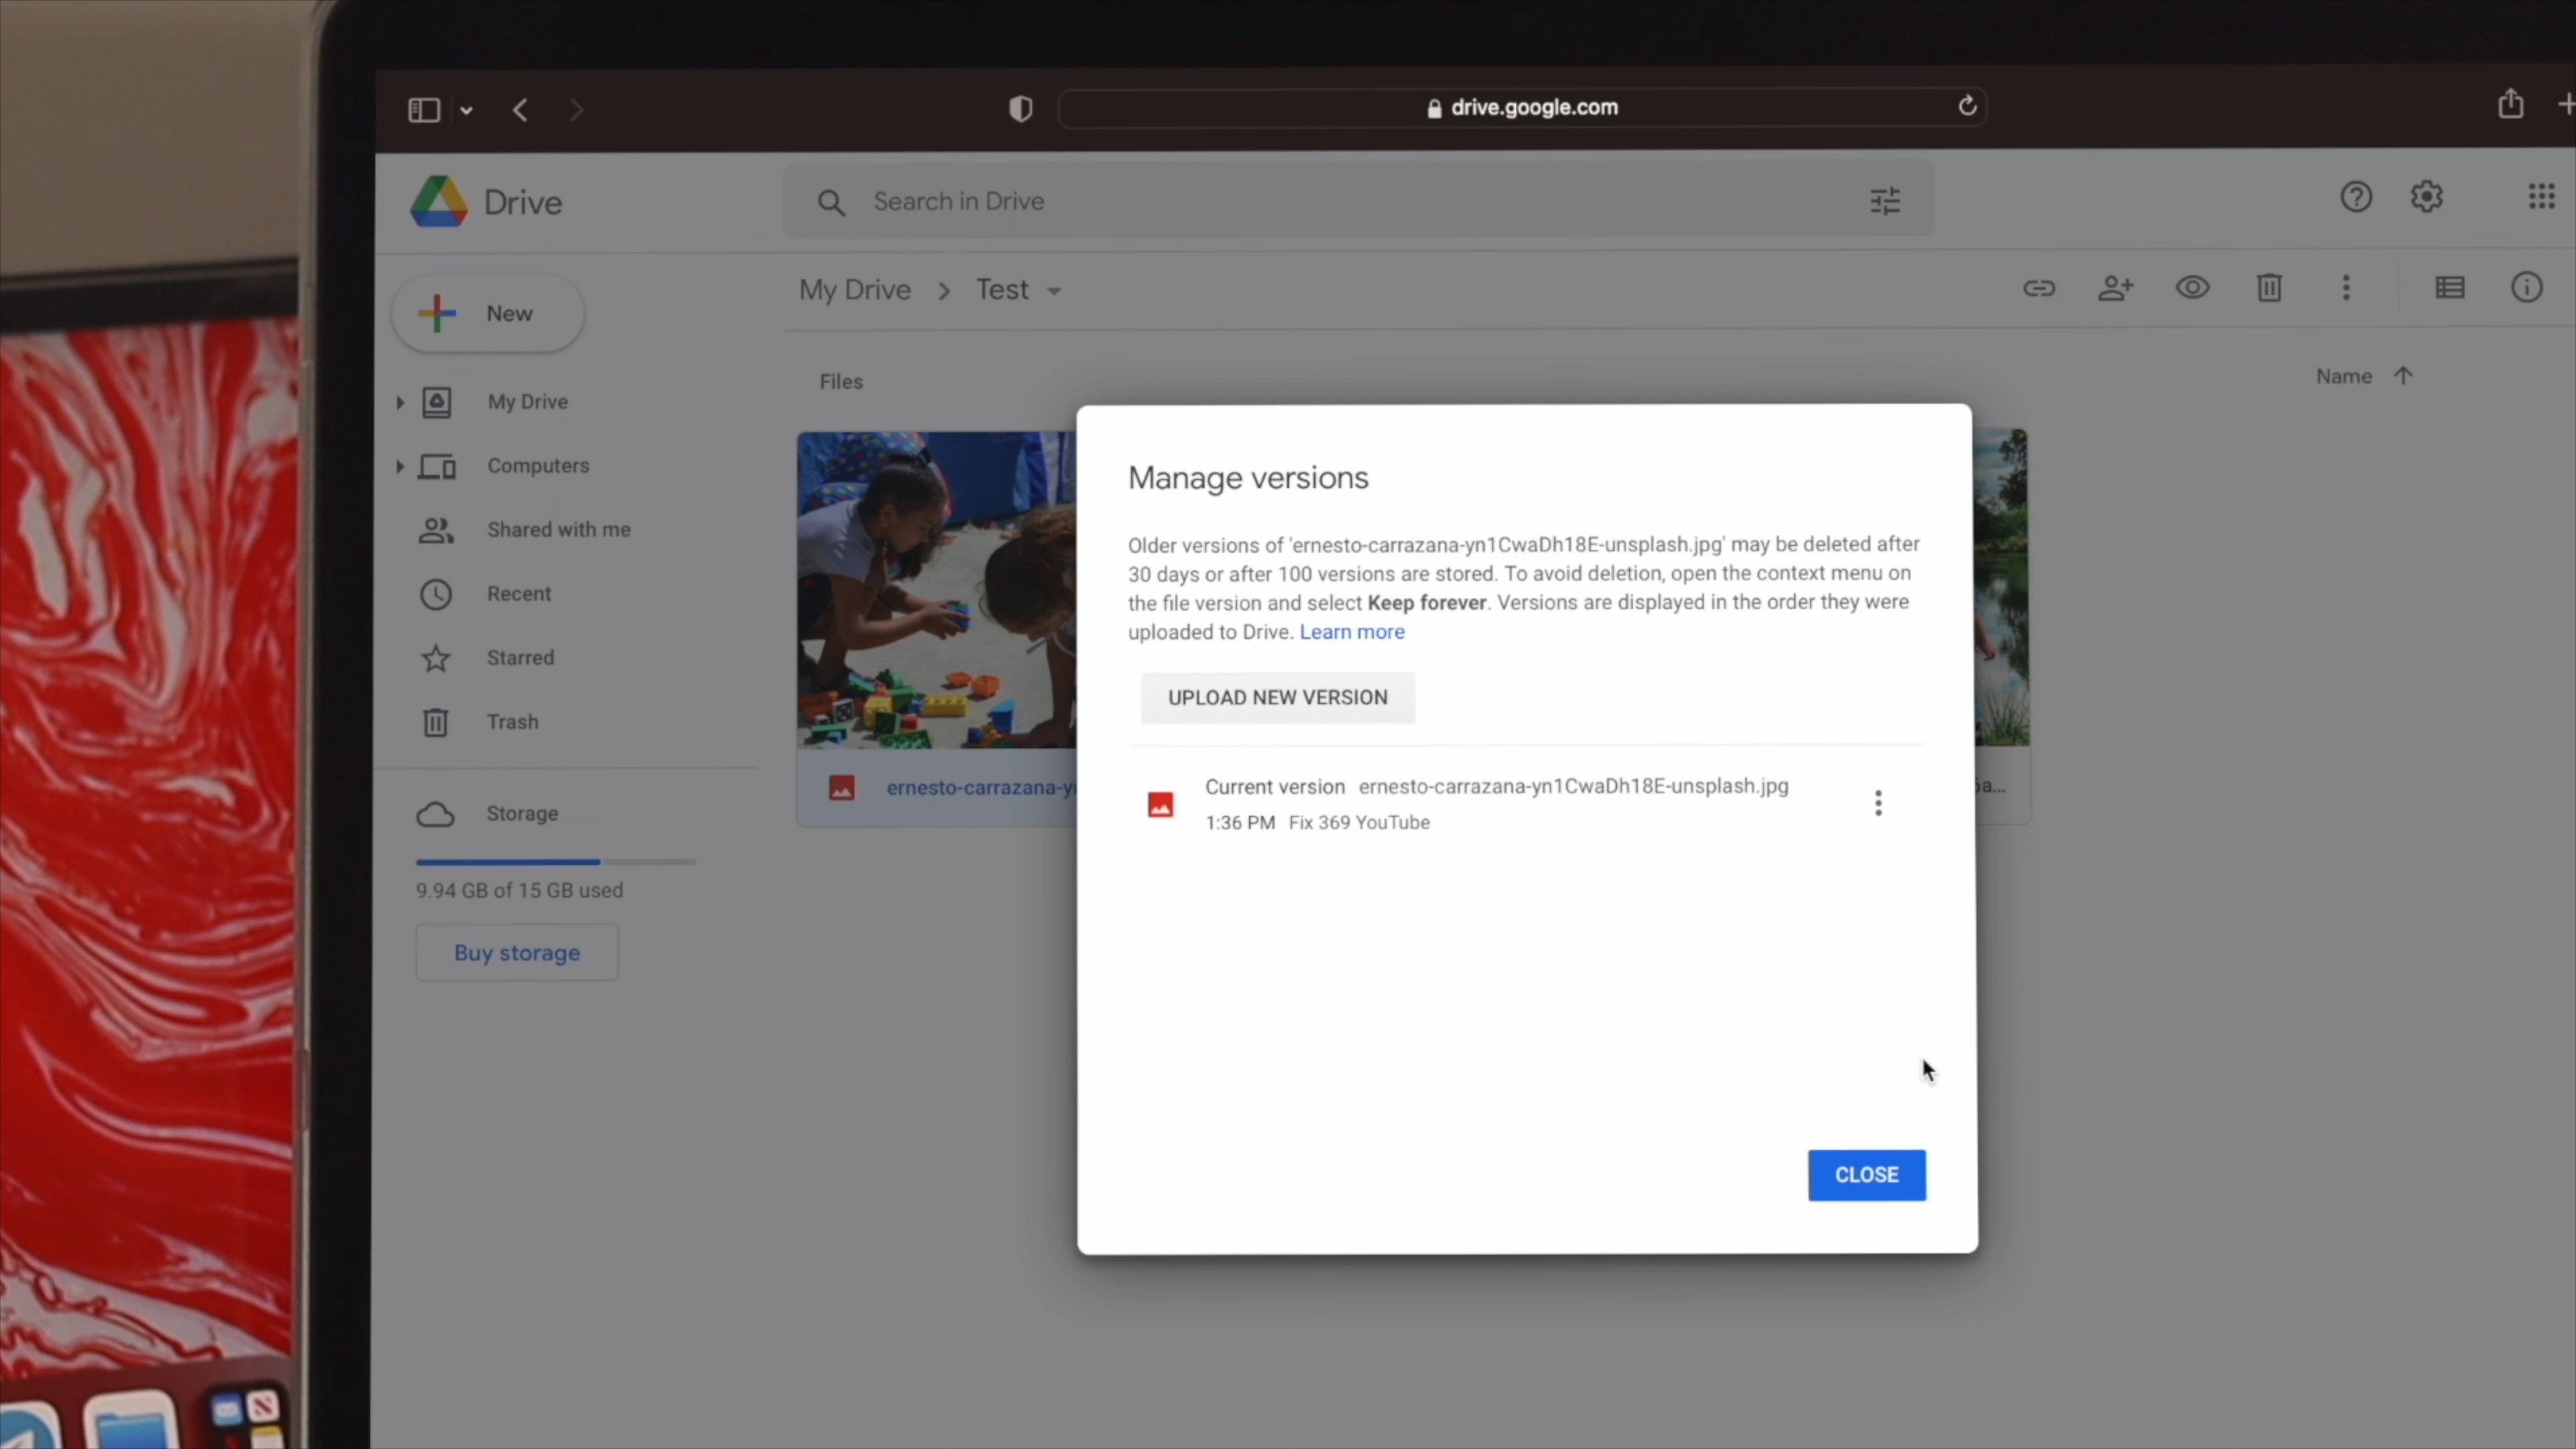 drive.google.com
Drive
Search in Drive
New
My Drive > Test
Files
Name
My Drive
Computers
Shared with me
Recent
Starred
Trash
Storage
9.94 GB of 15 GB used
Buy storage
ernesto-carrazana-y
6a...
Manage versions
Older versions of 'ernesto-carrazana-yn1CwaDh18E-unsplash.jpg' may be deleted after
30 days or after 100 versions are stored. To avoid deletion, open the context menu on
the file version and select Keep forever. Versions are displayed in the order they were
uploaded to Drive. Learn more
UPLOAD NEW VERSION
Current version ernesto-carrazana-yn1CwaDh18E-unsplash.jpg
1:36 PM Fix 369 YouTube
CLOSE